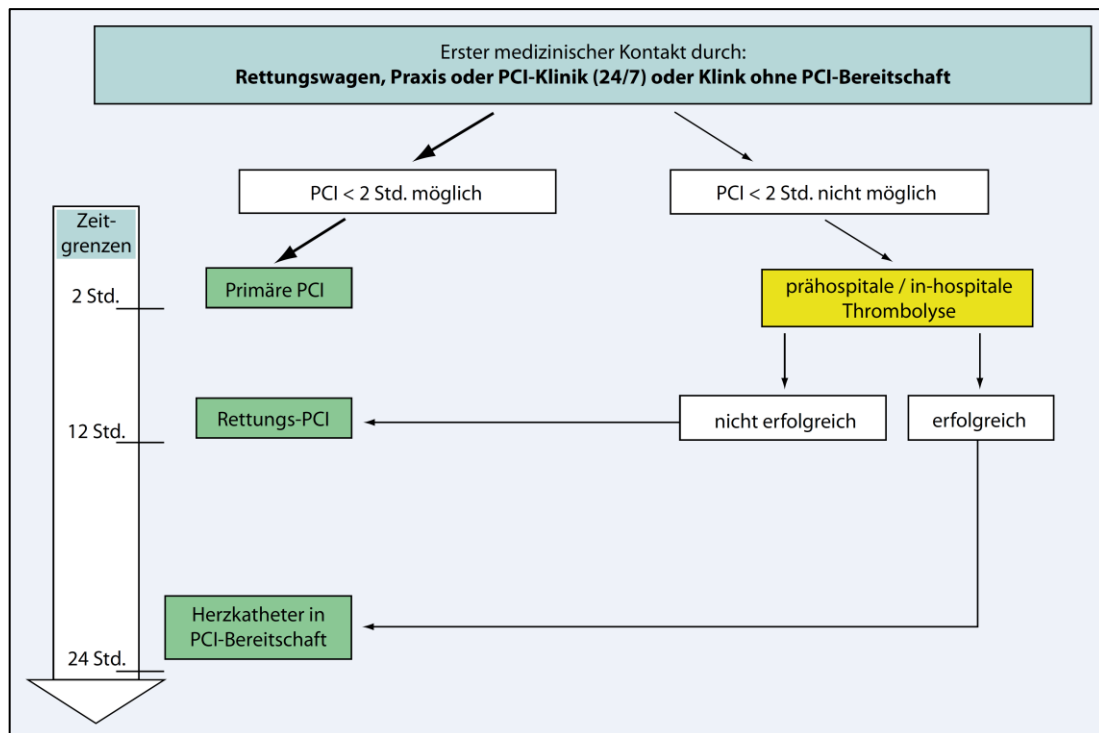 Erster medizinischer Kontakt durch:
Rettungswagen, Praxis oder PCI-Klinik (24/7) oder Klink ohne PCI-Bereitschaft
PCI < 2 Std. möglich
PCI < 2 Std. nicht möglich
Zeit-
grenzen
2 Std.
Primäre PCI
prähospitale / in-hospitale
Thrombolyse
12 Std.
Rettungs-PCI
nicht erfolgreich
erfolgreich
Herzkatheter in
PCI-Bereitschaft
24 Std.